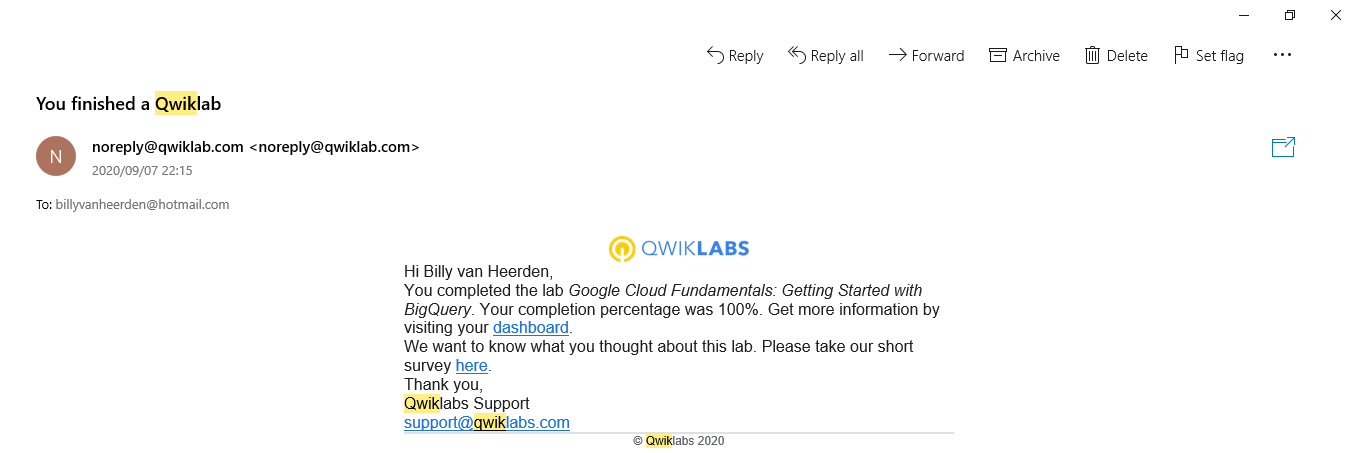 Reply
Reply all
Forward
Archive
Delete
Set flag
You finished a Qwiklab
N
noreply@qwiklab.com <noreply@qwiklab.com>
2020/09/07 22:15
To: billyvanheerden@hotmail.com
QWIKLABS
Hi Billy van Heerden,
You completed the lab Google Cloud Fundamentals: Getting Started with
BigQuery. Your completion percentage was 100%. Get more information by
visiting your dashboard.
We want to know what you thought about this lab. Please take our short
survey here.
Thank you,
Qwiklabs Support
support@qwiklabs.com
© Qwiklabs 2020